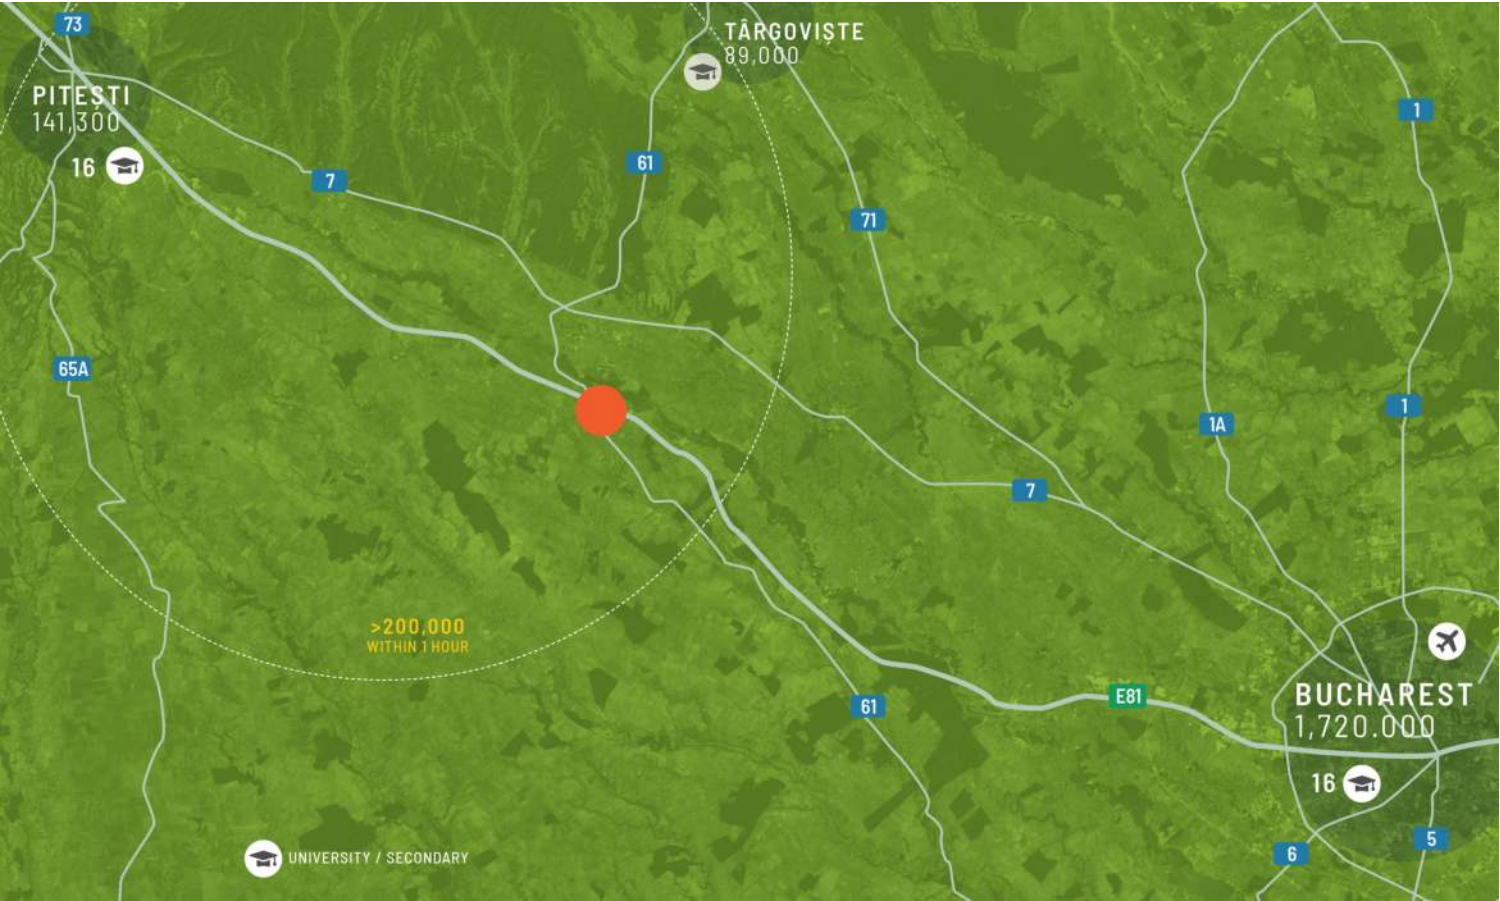 73
TÂRGOVIȘTE
89,000
PITEȘTI
141,300
16
1
61
7
71
65A
1
1A
7
>200,000
WITHIN 1 HOUR
BUCHAREST
1,720.000
E81
61
16
5
6
UNIVERSITY / SECONDARY